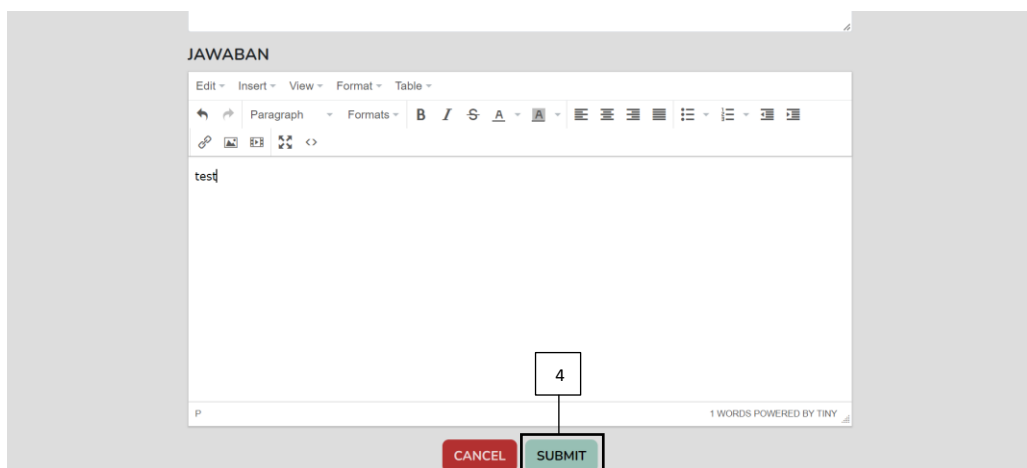 JAWABAN
Edit Insert View Format Table
Paragraph Formats B I S A A
test
4
P 1 WORDS POWERED BY TINY
CANCEL SUBMIT